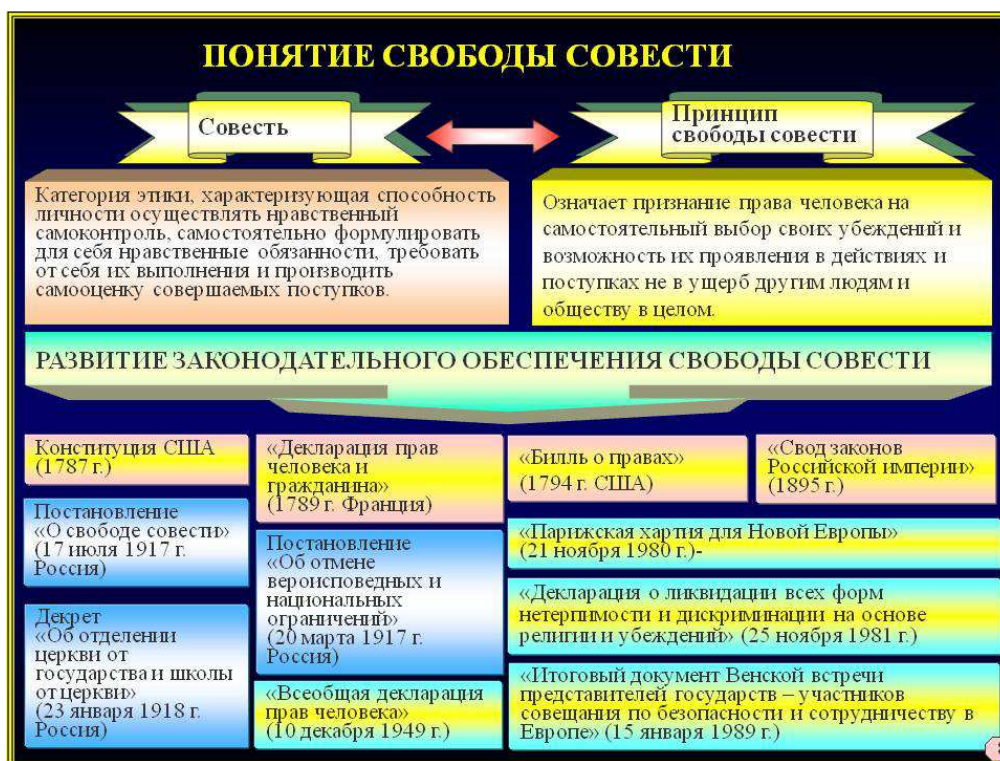 ПОНЯТИЕ СВОБОДЫ СОВЕСТИ
Совесть
Принцип
свободы совести
Категория этики, характеризующая способность
личности осуществлять нравственный
самоконтроль, самостоятельно формулировать
для себя нравственные обязанности, требовать
от себя их выполнения и производить
самооценку совершаемых поступков.
Означает признание права человека на
самостоятельный выбор своих убеждений и
возможность их проявления в действиях и
поступках не в ущерб другим людям и
обществу в целом.
РАЗВИТИЕ ЗАКОНОДАТЕЛЬНОГО ОБЕСПЕЧЕНИЯ СВОБОДЫ СОВЕСТИ
Конституция США
(1787 г.)
«Декларация прав
человека и
гражданина»
(1789 г. Франция)
«Билль о правах»
(1794 г. США)
«Свод законов
Российской империи»
(1895 г.)
Постановление
«О свободе совести»
(17 июля 1917 г.
Россия)
Постановление
«Об отмене
вероисповедных и
национальных
ограничений»
(20 марта 1917 г.
Россия)
«Парижская хартия для Новой Европы»
(21 ноября 1980 г.)-
«Декларация о ликвидации всех форм
нетерпимости и дискриминации на основе
религии и убеждений» (25 ноября 1981 г.)
Декрет
«Об отделении
церкви от
государства и школы
от церкви»
(23 января 1918 г.
Россия)
«Всеобщая декларация
прав человека»
(10 декабря 1949 г.)
«Итоговый документ Венской встречи
представителей государств – участников
совещания по безопасности и сотрудничеству в
Европе» (15 января 1989 г.)